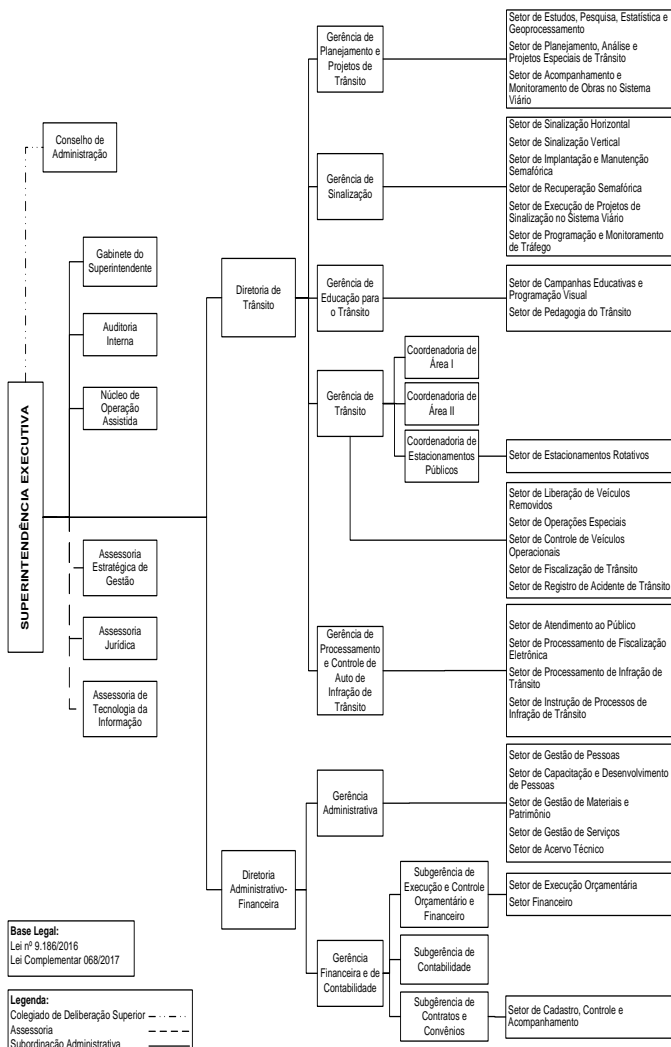 Conselho de
Administração
Gabinete do
Superintendente
Auditoria
Interna
Núcleo de
Operação
Assistida
SUPERINTENDÊNCIA EXECUTIVA
Assessoria
Estratégica de
Gestão
Assessoria
Jurídica
Assessoria de
Tecnologia da
Informação
Diretoria de
Trânsito
Gerência de
Planejamento e
Projetos de
Trânsito
Setor de Estudos, Pesquisa, Estatística e
Geoprocessamento
Setor de Planejamento, Análise e
Projetos Especiais de Trânsito
Setor de Acompanhamento e
Monitoramento de Obras no Sistema
Viário
Gerência de
Sinalização
Setor de Sinalização Horizontal
Setor de Sinalização Vertical
Setor de Implantação e Manutenção
Semafórica
Setor de Recuperação Semafórica
Setor de Execução de Projetos de
Sinalização no Sistema Viário
Setor de Programação e Monitoramento
de Tráfego
Gerência de
Educação para
o Trânsito
Setor de Campanhas Educativas e
Programação Visual
Setor de Pedagogia do Trânsito
Gerência de
Trânsito
Coordenadoria de
Área I
Coordenadoria de
Área II
Coordenadoria de
Estacionamentos
Públicos
Setor de Estacionamentos Rotativos
Setor de Liberação de Veículos
Removidos
Setor de Operações Especiais
Setor de Controle de Veículos
Operacionais
Setor de Fiscalização de Trânsito
Setor de Registro de Acidente de Trânsito
Gerência de
Processamento
e Controle de
Auto de
Infração de
Trânsito
Setor de Atendimento ao Público
Setor de Processamento de Fiscalização
Eletrônica
Setor de Processamento de Infração de
Trânsito
Setor de Instrução de Processos de
Infração de Trânsito
Diretoria
Administrativo-
Financeira
Gerência
Administrativa
Setor de Gestão de Pessoas
Setor de Capacitação e Desenvolvimento
de Pessoas
Setor de Gestão de Materiais e
Patrimônio
Setor de Gestão de Serviços
Setor de Acervo Técnico
Gerência
Financeira e de
Contabilidade
Subgerência de
Execução e Controle
Orçamentário e
Financeiro
Setor de Execução Orçamentária
Setor Financeiro
Subgerência de
Contabilidade
Subgêrencia de
Contratos e
Convênios
Setor de Cadastro, Controle e
Acompanhamento
Base Legal:
Lei nº 9.186/2016
Lei Complementar 068/2017
Legenda:
Colegiado de Deliberação Superior
Assessoria
Subordinação Administrativa